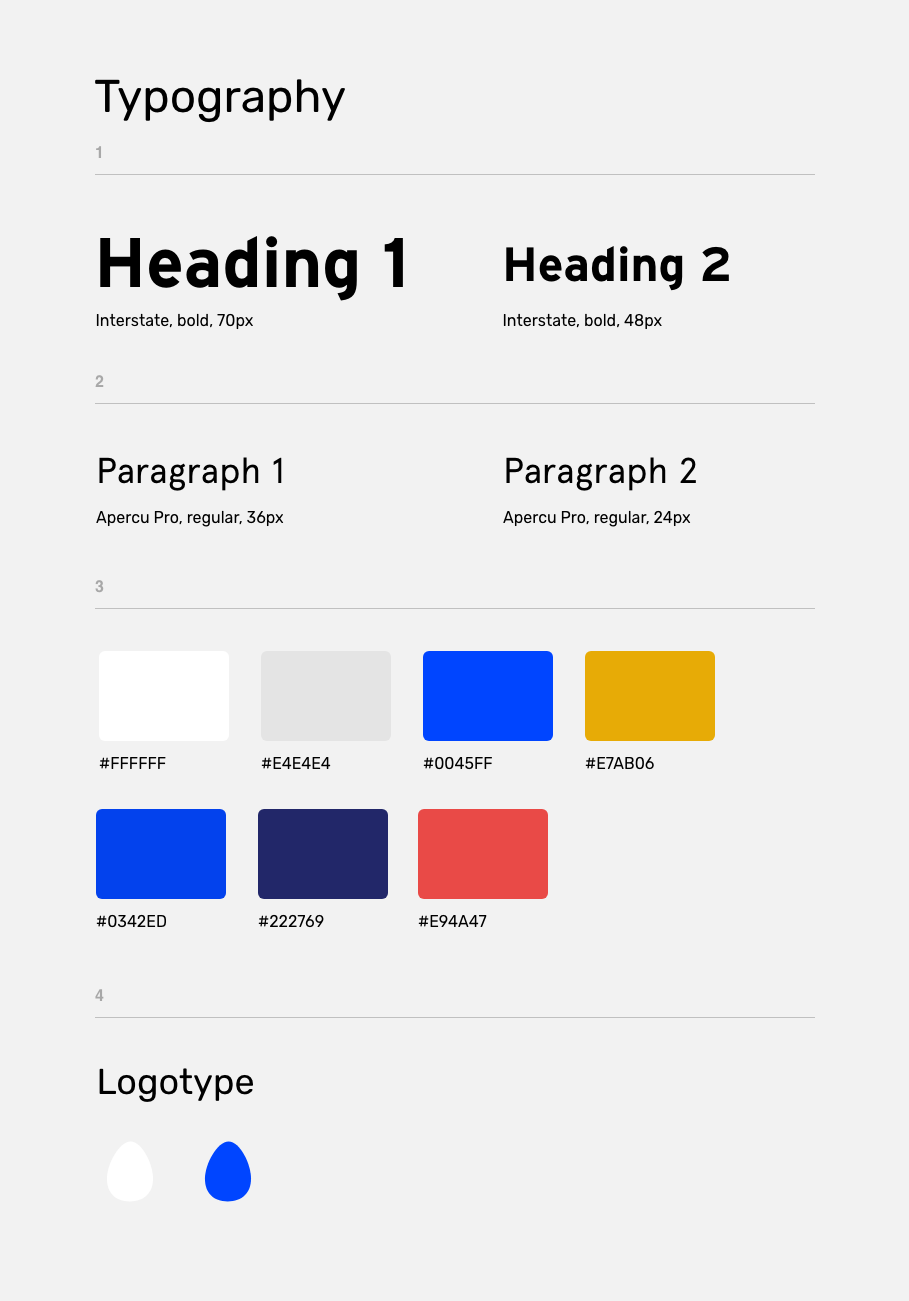 Typography
1
Heading 1
Heading 2
Interstate, bold, 70px
Interstate, bold, 48px
2
Paragraph 1
Paragraph 2
Apercu Pro, regular, 36px
Apercu Pro, regular, 24px
3
#FFFFFF
#E4E4E4
#0045FF
#E7AB06
#0342ED
#222769
#E94A47
4
Logotype